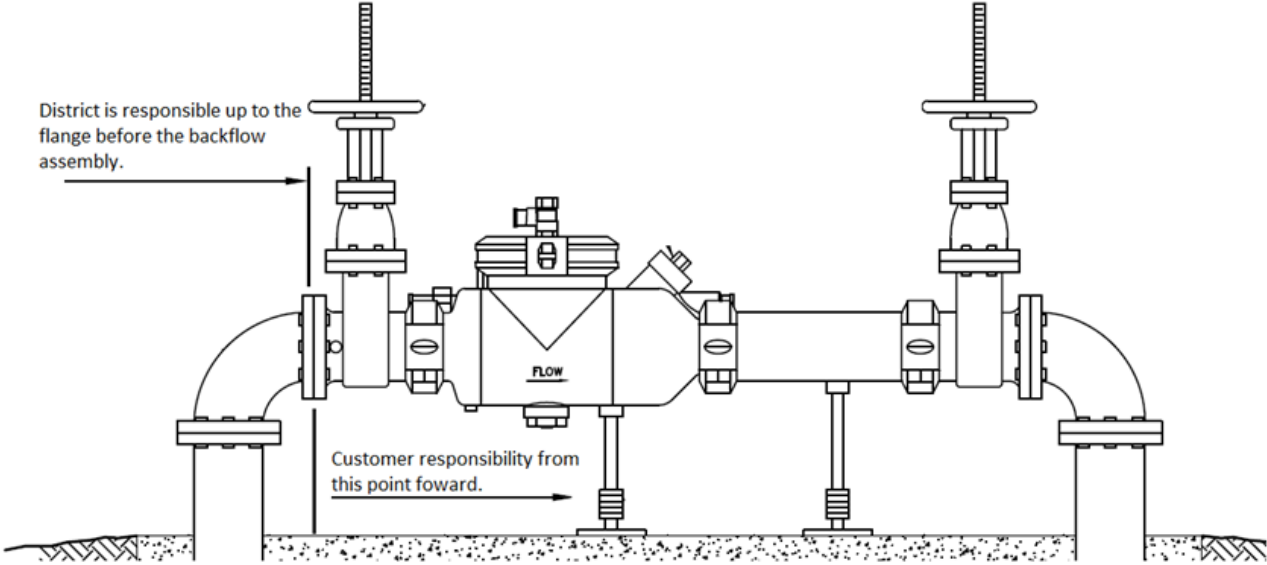 District is responsible up to the
flange before the backflow
assembly.
FLOW
Customer responsibility from
this point foward.